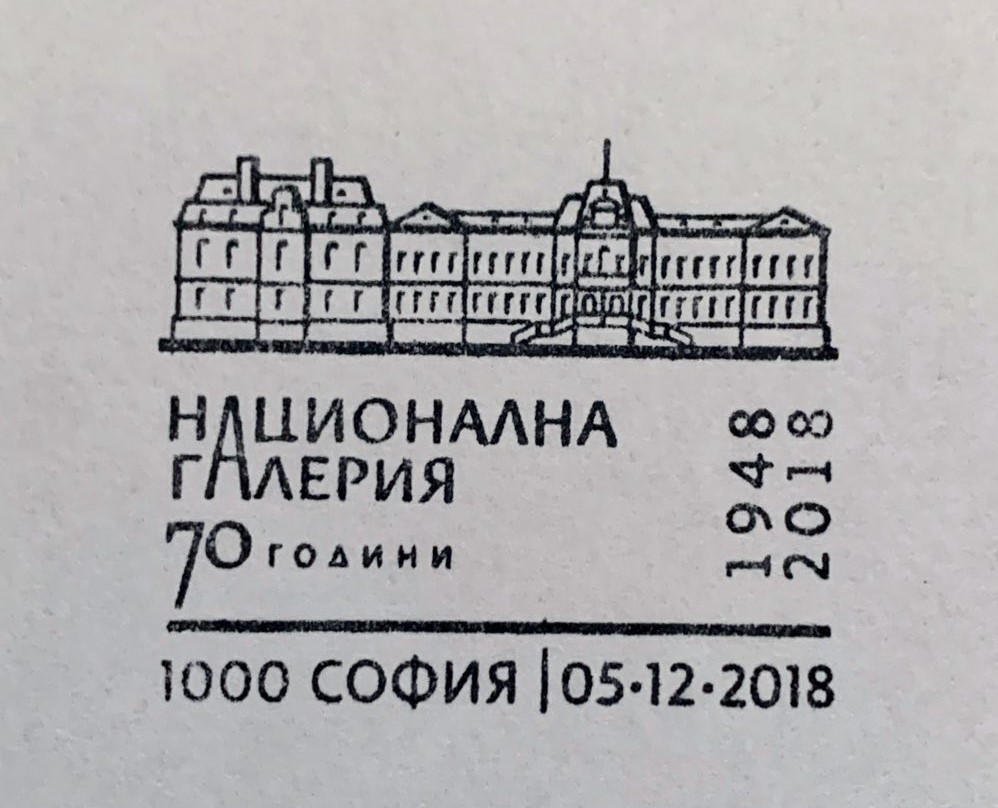 НАЦИОНАЛНА
ГАЛЕРИЯ
70 години
1948
2018
1000 СОФИЯ | 05·12·2018